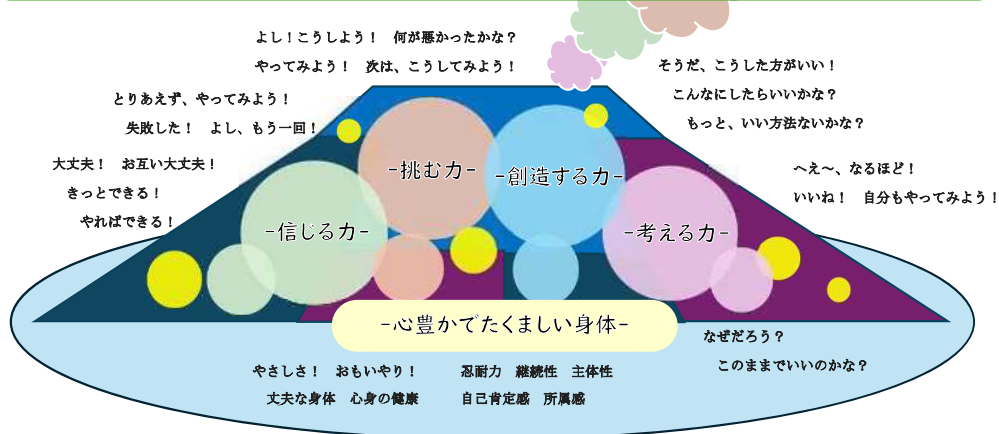 よし！こうしよう！　何が悪かったかな？
やってみよう！　次は、こうしてみよう！
そうだ、こうした方がいい！
こんなにしたらいいかな？
もっと、いい方法ないかな？
とりあえず、やってみよう！
失敗した！　よし、もう一回！
大丈夫！　お互い大丈夫！
きっとできる！
やればできる！
へえ～、なるほど！
いいね！　自分もやってみよう！
-挑む力-
-創造する力-
-信じる力-
-考える力-
-心豊かでたくましい身体-
なぜだろう？
このままでいいのかな？
やさしさ！　おもいやり！　忍耐力　継続性　主体性
丈夫な身体　心身の健康　自己肯定感　所属感